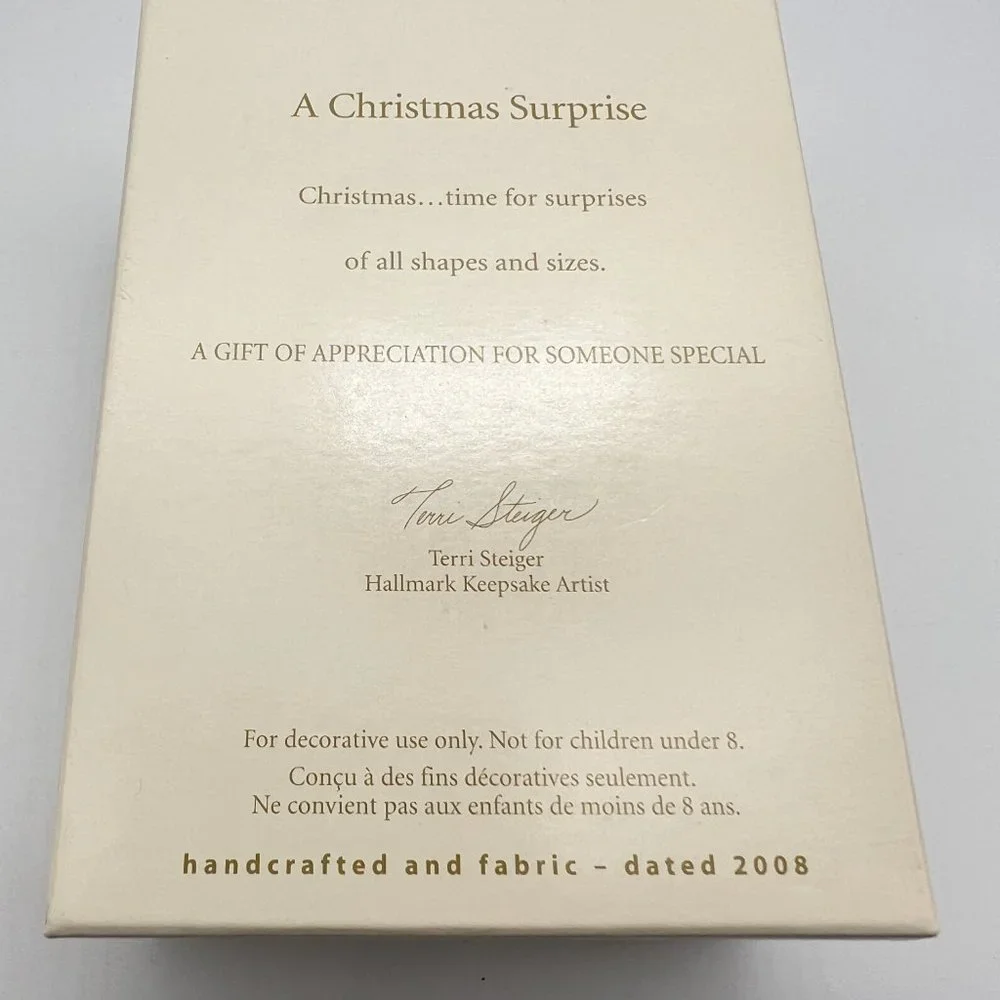 A Christmas Surprise
Christmas...time for surprises
of all shapes and sizes.
A GIFT OF APPRECIATION FOR SOMEONE SPECIAL
Terri Steiger
Terri Steiger
Hallmark Keepsake Artist
For decorative use only. Not for children under 8.
Conçu à des fins décoratives seulement.
Ne convient pas aux enfants de moins de 8 ans.
handcrafted and fabric – dated 2008